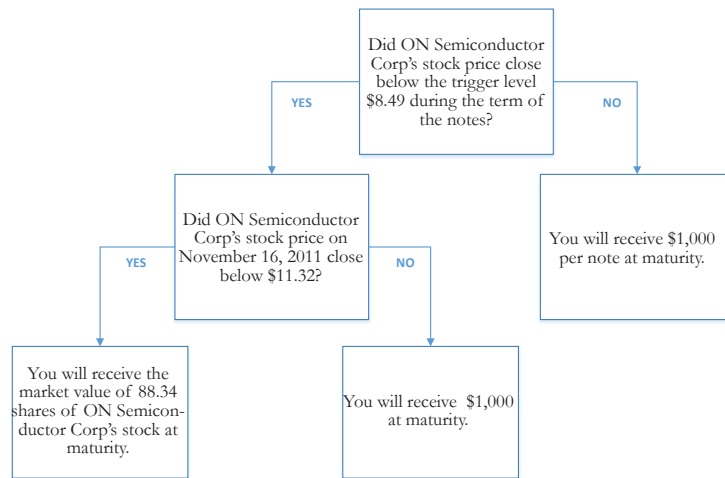 Did ON Semiconductor
Corp's stock price close
below the trigger level
$8.49 during the term of
the notes?
YES
NO
Did ON Semiconductor
Corp's stock price on
November 16, 2011 close
below $11.32?
You will receive $1,000
per note at maturity.
YES
NO
You will receive the
market value of 88.34
shares of ON Semicon-
ductor Corp's stock at
maturity.
You will receive $1,000
at maturity.